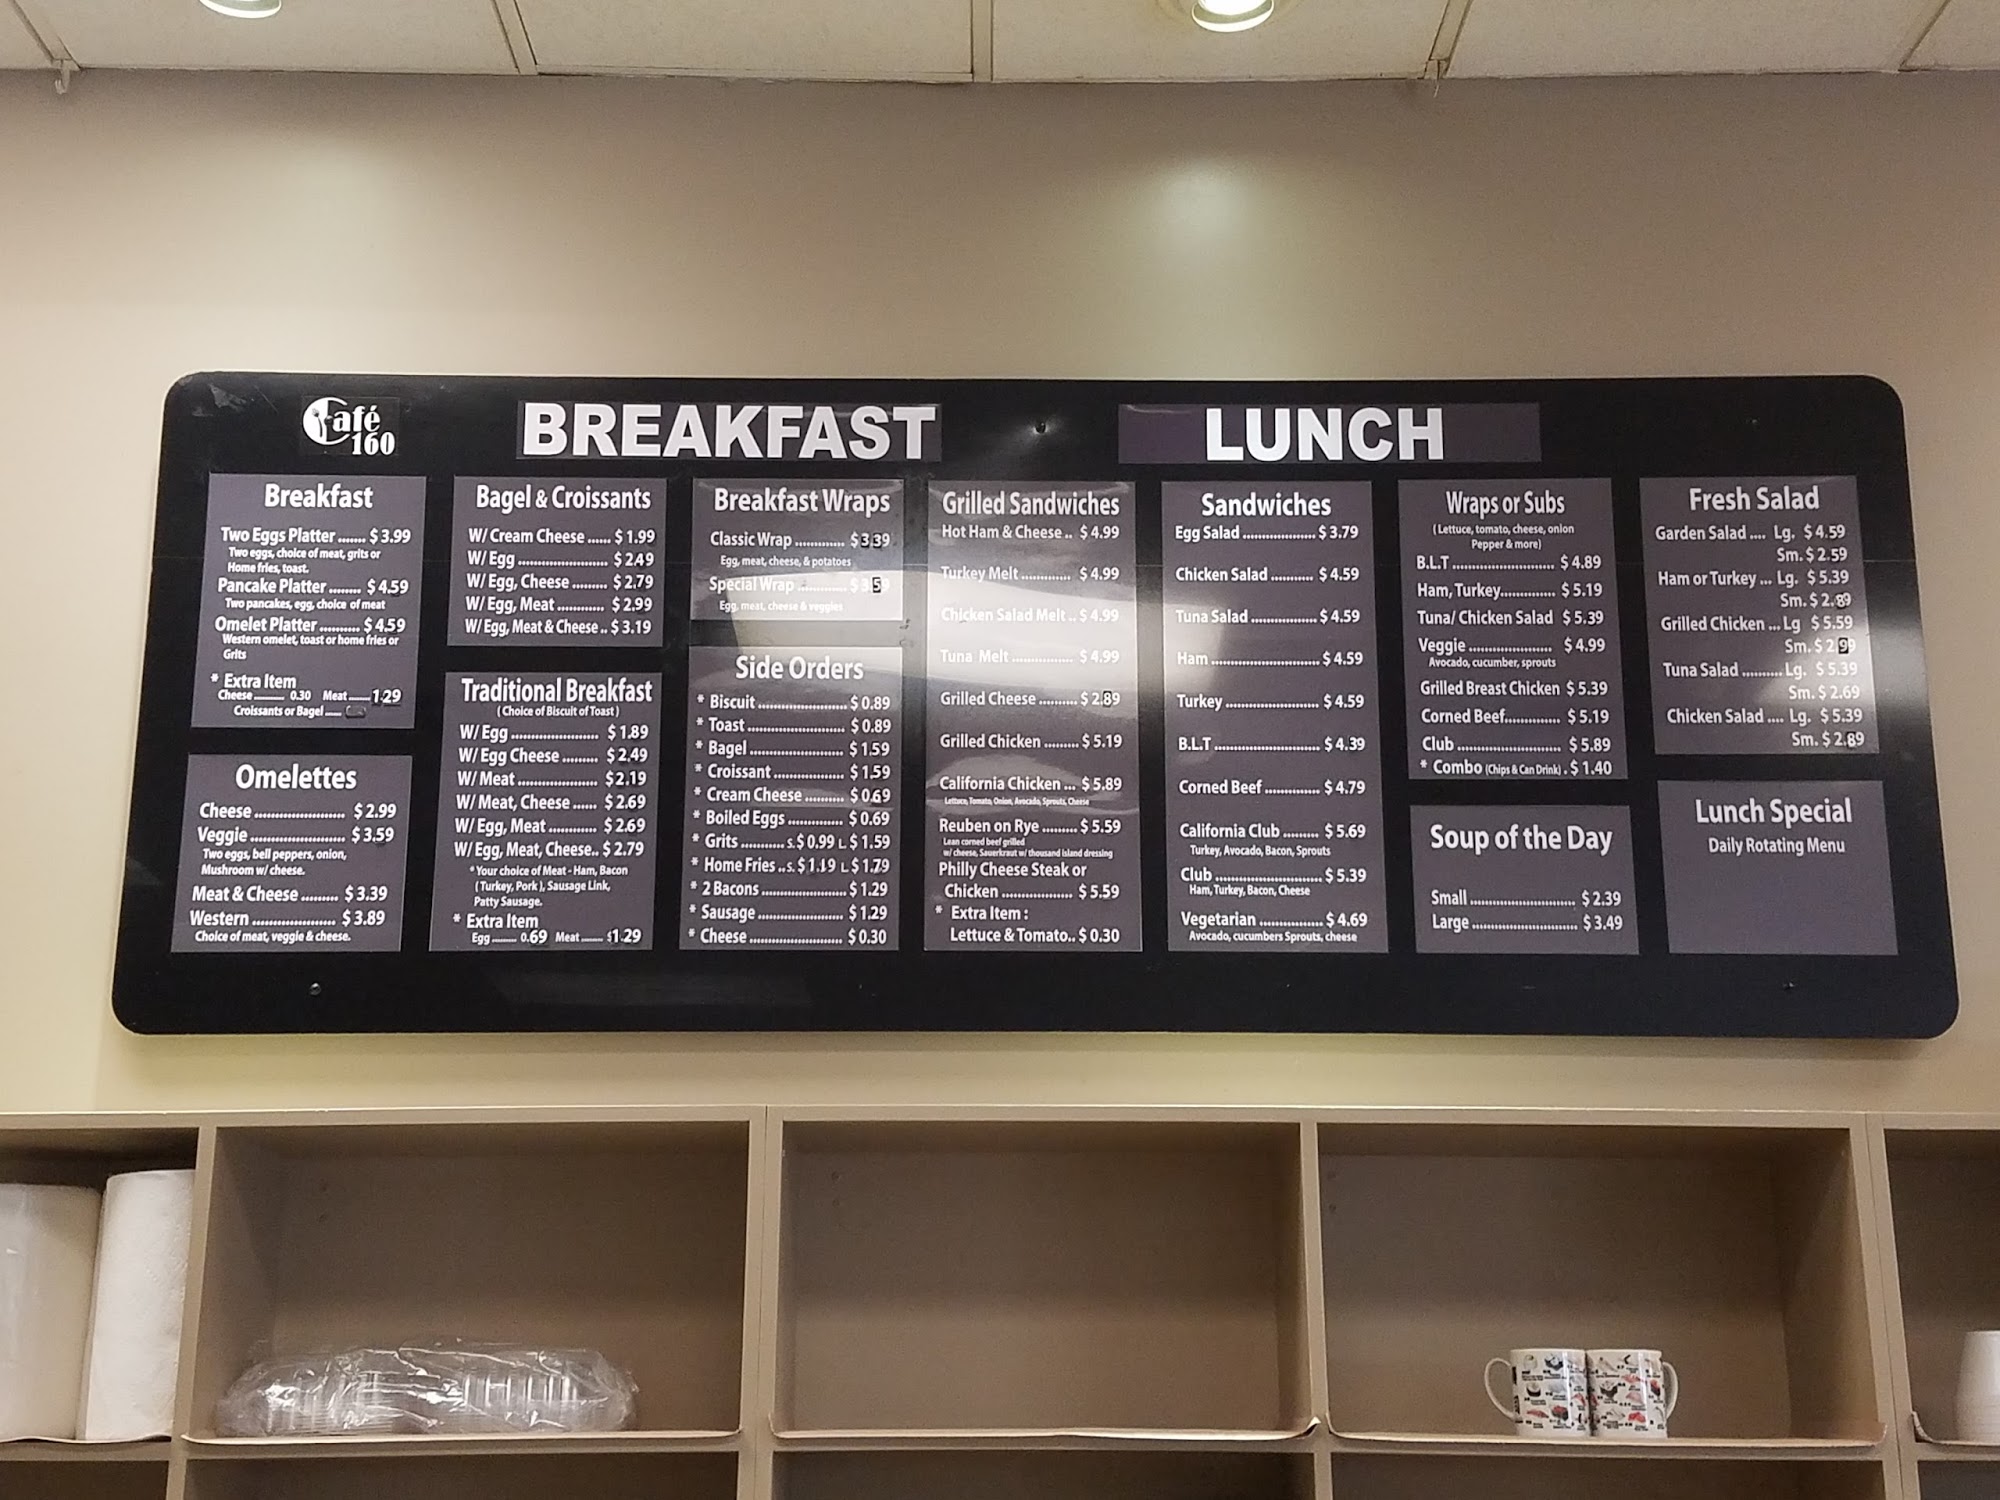 Café
160
BREAKFAST
LUNCH
Breakfast
Two Eggs Platter ....... $ 3.99
Two eggs, choice of meat, grits or
Home fries, toast.
Pancake Platter ........ $ 4.59
Two pancakes, egg, choice of meat
Omelet Platter .......... $ 4.59
Western omelet, toast or home fries or
Grits
* Extra Item
Cheese .......... 0.30 Meat ...... 1.29
Croissants or Bagel .....
Omelettes
Cheese ...................... $ 2.99
Veggie ....................... $ 3.59
Two eggs, bell peppers, onion,
Mushroom w/ cheese.
Meat & Cheese ......... $ 3.39
Western .................... $ 3.89
Choice of meat, veggie & cheese.
Bagel & Croissants
W/ Cream Cheese ...... $ 1.99
W/ Egg ...................... $ 2.49
W/ Egg, Cheese ......... $ 2.79
W/ Egg, Meat ............ $ 2.99
W/ Egg, Meat & Cheese .. $ 3.19
Traditional Breakfast
( Choice of Biscuit of Toast )
W/ Egg ...................... $ 1.89
W/ Egg Cheese .......... $ 2.49
W/ Meat .................... $ 2.19
W/ Meat, Cheese ...... $ 2.69
W/ Egg, Meat ............ $ 2.69
W/ Egg, Meat, Cheese.. $ 2.79
* Your choice of Meat - Ham, Bacon
( Turkey, Pork ), Sausage Link,
Patty Sausage.
* Extra Item
Egg ......... 0.69 Meat ........ $1.29
Breakfast Wraps
Classic Wrap ............. $ 3.39
Egg, meat, cheese, & potatoes
Special Wrap ............. $ 3.59
Egg, meat, cheese & veggies
Side Orders
* Biscuit ....................... $ 0.89
* Toast ......................... $ 0.89
* Bagel ........................ $ 1.59
* Croissant .................. $ 1.59
* Cream Cheese .......... $ 0.69
* Boiled Eggs .............. $ 0.69
* Grits ........... S. $ 0.99 L. $ 1.59
* Home Fries .. S. $ 1.19 L. $ 1.79
* 2 Bacons ................... $ 1.29
* Sausage .................... $ 1.29
* Cheese ...................... $ 0.30
Grilled Sandwiches
Hot Ham & Cheese .. $ 4.99
Turkey Melt ............. $ 4.99
Chicken Salad Melt .. $ 4.99
Tuna Melt ............... $ 4.99
Grilled Cheese .......... $ 2.89
Grilled Chicken ......... $ 5.19
California Chicken ... $ 5.89
Lettuce, Tomato, Onion, Avocado, Sprouts, Cheese
Reuben on Rye ......... $ 5.59
Lean corned beef grilled
w/ cheese, Sauerkraut w/ thousand island dressing
Philly Cheese Steak or
Chicken .................. $ 5.59
* Extra Item :
Lettuce & Tomato.. $ 0.30
Sandwiches
Egg Salad .................. $ 3.79
Chicken Salad .......... $ 4.59
Tuna Salad ................ $ 4.59
Ham .......................... $ 4.59
Turkey ...................... $ 4.59
B.L.T .......................... $ 4.39
Corned Beef .............. $ 4.79
California Club ......... $ 5.69
Turkey, Avocado, Bacon, Sprouts
Club ........................... $ 5.39
Ham, Turkey, Bacon, Cheese
Vegetarian ................ $ 4.69
Avocado, cucumbers Sprouts, cheese
Wraps or Subs
( Lettuce, tomato, cheese, onion
Pepper & more)
B.L.T .......................... $ 4.89
Ham, Turkey.............. $ 5.19
Tuna/ Chicken Salad $ 5.39
Veggie ..................... $ 4.99
Avocado, cucumber, sprouts
Grilled Breast Chicken $ 5.39
Corned Beef.............. $ 5.19
Club .......................... $ 5.89
* Combo (Chips & Can Drink) . $ 1.40
Soup of the Day
Small ........................... $ 2.39
Large ........................... $ 3.49
Fresh Salad
Garden Salad .... Lg. $ 4.59
Sm. $ 2.59
Ham or Turkey ... Lg. $ 5.39
Sm. $ 2.89
Grilled Chicken ... Lg $ 5.59
Sm. $ 2.99
Tuna Salad .......... Lg. $ 5.39
Sm. $ 2.69
Chicken Salad .... Lg. $ 5.39
Sm. $ 2.89
Lunch Special
Daily Rotating Menu